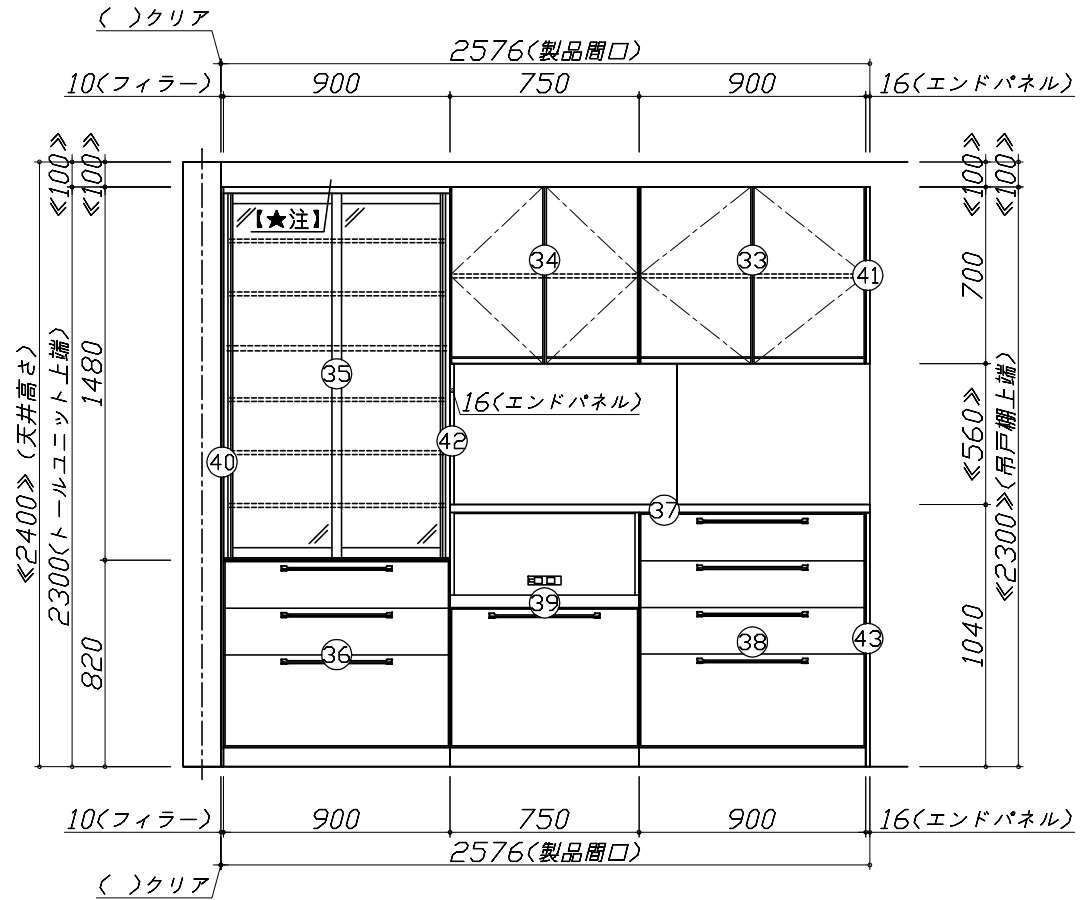 ( )クリア
2576(製品間口)
10(フィラー)
900
750
900
16(エンドパネル)
≪100≫
≪100≫
≪100≫
≪100≫
【★注】
34
33
41
700
≪2400≫(天井高さ)
2300(トールユニット上端)
1480
35
16(エンドパネル)
42
40
≪560≫
≪2300≫(吊戸棚上端)
37
39
36
38
43
820
1040
10(フィラー)
900
750
900
16(エンドパネル)
2576(製品間口)
( )クリア